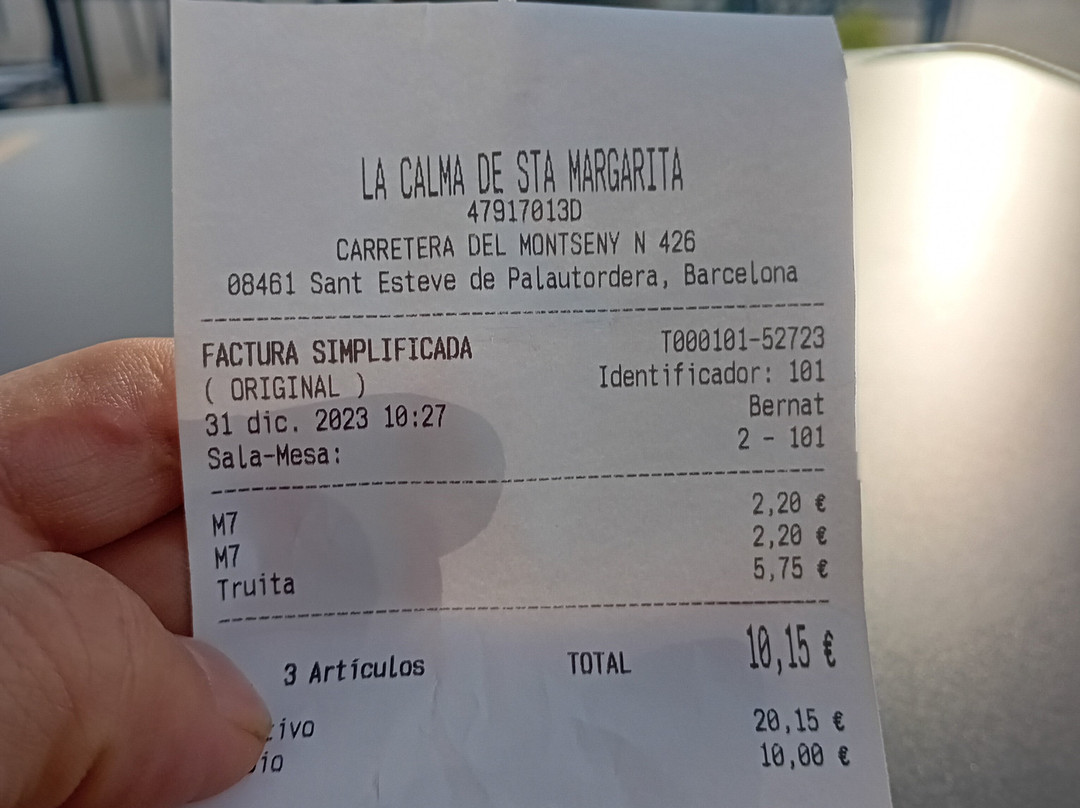 LA CALMA DE STA MARGARITA
47917013D
CARRETERA DEL MONTSENY N 426
08461 Sant Esteve de Palautordera, Barcelona
FACTURA SIMPLIFICADA T000101-52723
( ORIGINAL ) Identificador: 101
31 dic. 2023 10:27 Bernat
Sala-Mesa: 2 - 101
M7 2,20 €
M7 2,20 €
Truita 5,75 €
3 Artículos TOTAL 10,15 €
20,15 €
10,00 €